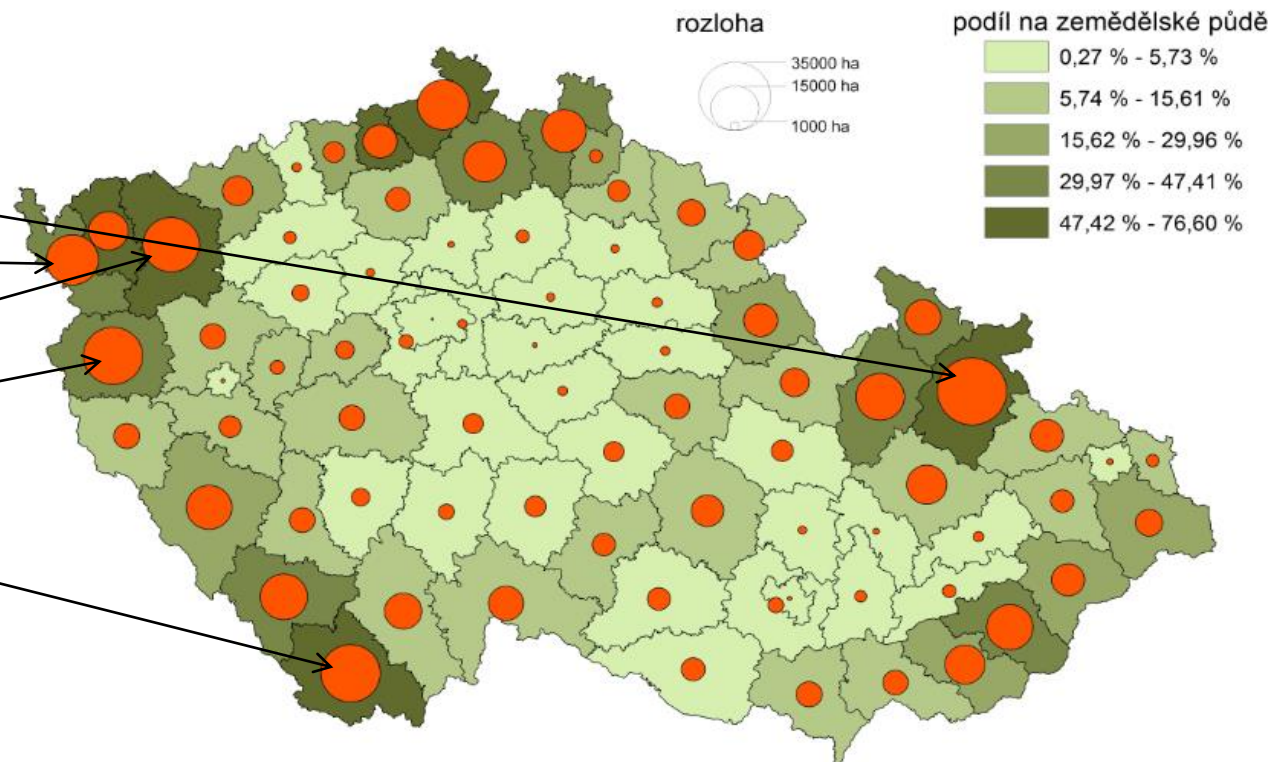 rozloha
35000 ha
15000 ha
1000 ha
podíl na zemědělské půdě
0,27 % - 5,73 %
5,74 % - 15,61 %
15,62 % - 29,96 %
29,97 % - 47,41 %
47,42 % - 76,60 %